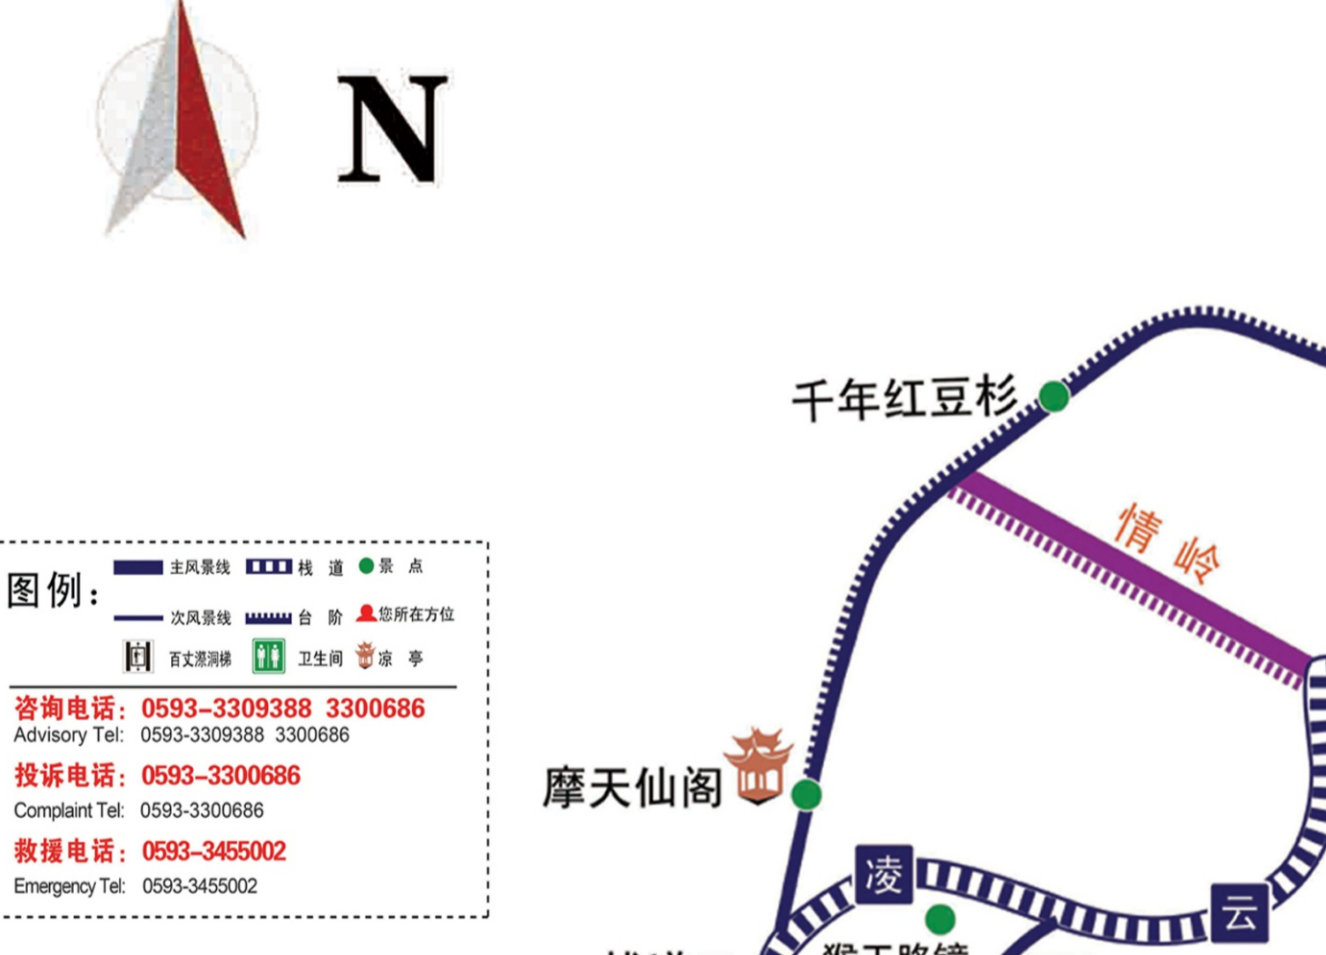 N
千年红豆杉
情岭
图例：
主风景线
栈道
景点
次风景线
台阶
您所在方位
百丈漈洞梯
卫生间
凉亭
咨询电话：0593-3309388 3300686
Advisory Tel: 0593-3309388 3300686
投诉电话：0593-3300686
Complaint Tel: 0593-3300686
救援电话：0593-3455002
Emergency Tel: 0593-3455002
摩天仙阁
凌
云